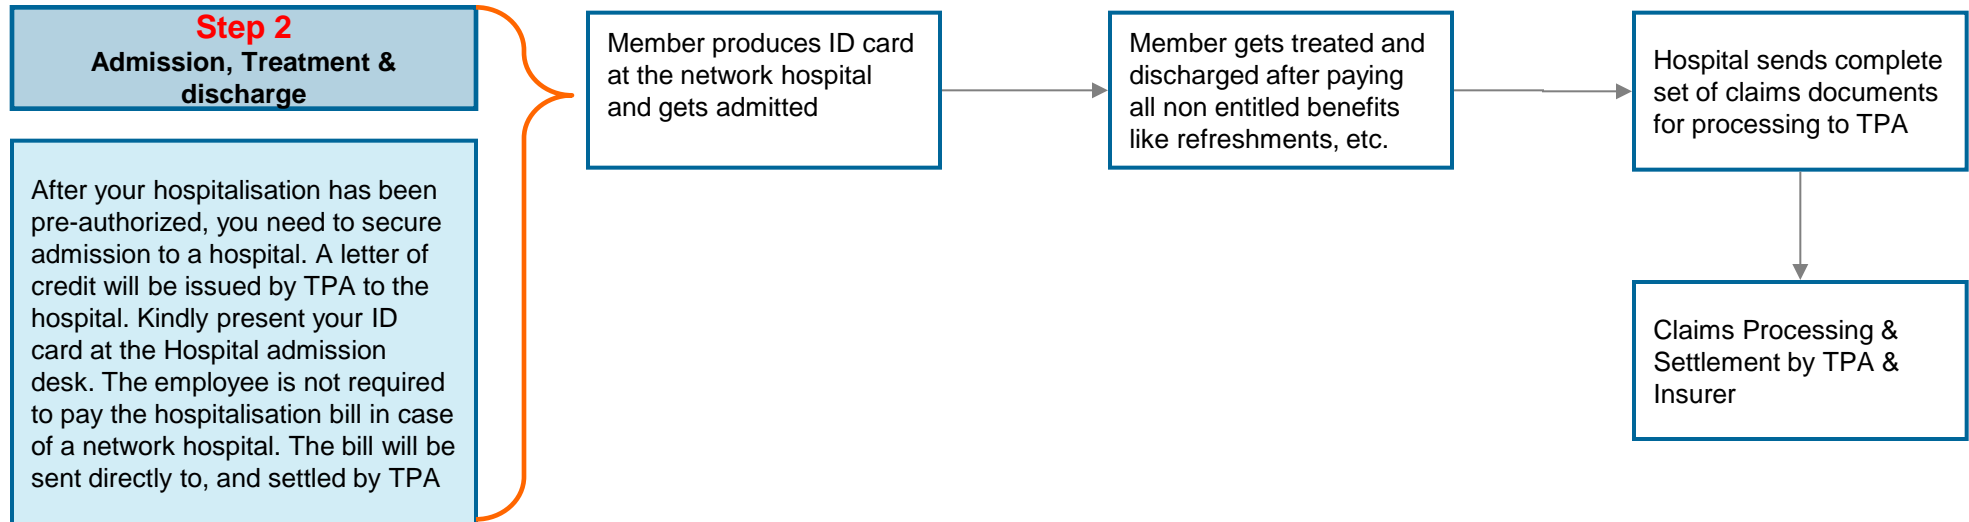 Step 2
Admission, Treatment &
discharge
After your hospitalisation has been
pre-authorized, you need to secure
admission to a hospital. A letter of
credit will be issued by TPA to the
hospital. Kindly present your ID
card at the Hospital admission
desk. The employee is not required
to pay the hospitalisation bill in case
of a network hospital. The bill will be
sent directly to, and settled by TPA
Member produces ID card
at the network hospital
and gets admitted
Member gets treated and
discharged after paying
all non entitled benefits
like refreshments, etc.
Hospital sends complete
set of claims documents
for processing to TPA
Claims Processing &
Settlement by TPA &
Insurer